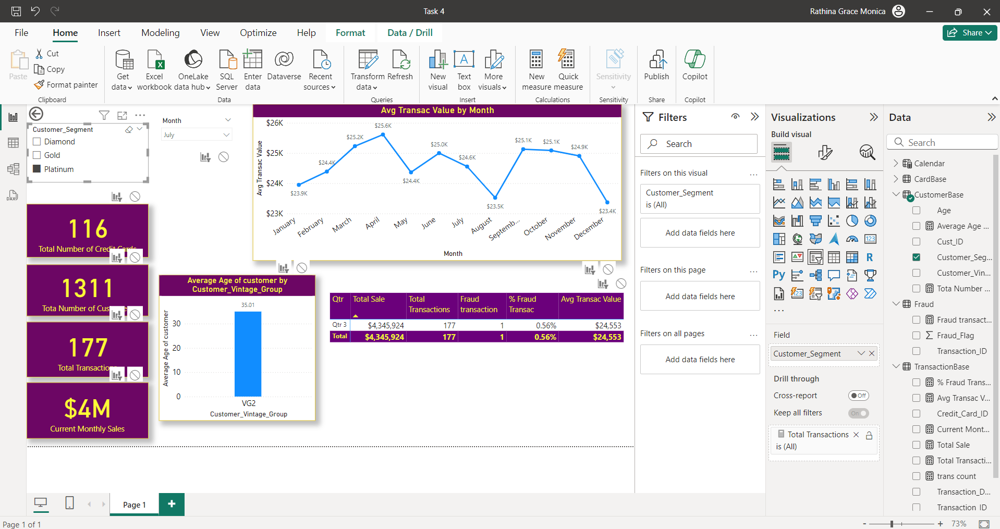 Task 4
Rathina Grace Monica
File Home Insert Modeling View Optimize Help Format Data / Drill
Share
Paste
Cut
Copy
Format painter
Clipboard
Get data
Excel workbook
OneLake data hub
SQL Server
Enter data
Dataverse
Recent sources
Data
Transform data
Refresh
Queries
New visual
Text box
More visuals
Insert
New measure
Quick measure
Calculations
Sensitivity
Sensitivity
Publish
Share
Copilot
Copilot
Customer_Segment
Diamond
Gold
Platinum
Month
July
116
Total Number of Credit Cards
1311
Tota Number of Cus e
177
Total Transactio
$4M
Current Monthly Sales
Avg Transac Value by Month
Avg Transac Value
$26K
$25K
$24K
$23K
$23.9K
$24.4K
$25.2K
$25.6K
$24.4K
$25.0K
$24.6K
$23.5K
$25.1K
$25.1K
$24.9K
$23.4K
January
February
March
April
May
June
July
August
Septemb...
October
November
December
Month
Average Age of customer by
Customer_Vintage_Group
Average Age of customer
30
20
10
0
35.01
VG2
Customer_Vintage_Group
Qtr Total Sale Total Transactions Fraud transaction % Fraud Transac Avg Transac Value
Qtr 3 $4,345,924 177 1 0.56% $24,553
Total $4,345,924 177 1 0.56% $24,553
Filters
Search
Filters on this visual ...
Customer_Segment
is (All)
Add data fields here
Filters on this page ...
Add data fields here
Filters on all pages ...
Add data fields here
Visualizations
Build visual
123
R
Py
123
...
Field
Customer_Segment
Drill through
Cross-report Off
Keep all filters On
Total Transactions
is (All)
Data
Search
Calendar
CardBase
CustomerBase
Age
Average Age ...
Cust_ID
Customer_Seg...
Customer_Vin...
Tota Number ...
Fraud
Fraud transact...
Fraud_Flag
Transaction_ID
TransactionBase
% Fraud Trans...
Avg Transac V...
Credit_Card_ID
Current Mont...
Total Sale
Total Transacti...
trans count
Transaction_D...
Transaction_ID
DAX
Page 1
+
Page 1 of 1
- + 73%